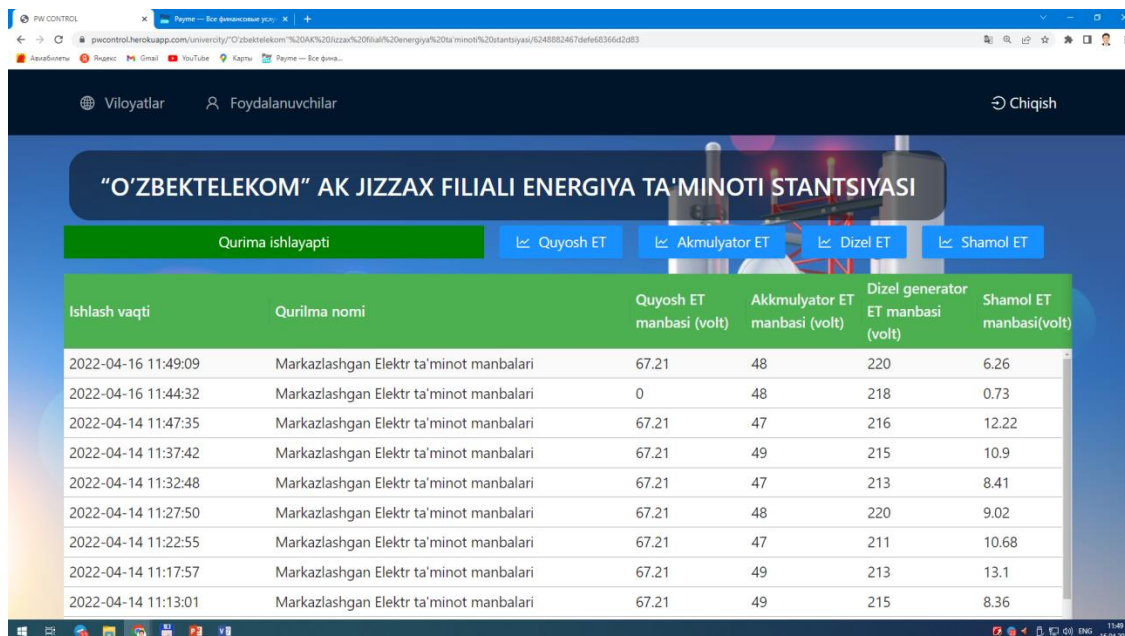 PW CONTROL
Payme — Все финансовые услу
pwcontrol.herokuapp.com/univercity/"O'zbektelekom"%20AK%20Jizzax%20filiali%20energiya%20ta'minoti%20stantsiyasi/6248882467defe68366d2d83
Авиабилеты Яндекс Gmail YouTube Карты Payme — Все фина...
Viloyatlar Foydalanuvchilar Chiqish
“O’ZBEKTELEKOM” AK JIZZAX FILIALI ENERGIYA TA'MINOTI STANTSIYASI
Qurima ishlayapti Quyosh ET Akmulyator ET Dizel ET Shamol ET
Ishlash vaqti Qurilma nomi Quyosh ET manbasi (volt) Akkmulyator ET manbasi (volt) Dizel generator ET manbasi (volt) Shamol ET manbasi(volt)
2022-04-16 11:49:09 Markazlashgan Elektr ta'minot manbalari 67.21 48 220 6.26
2022-04-16 11:44:32 Markazlashgan Elektr ta'minot manbalari 0 48 218 0.73
2022-04-14 11:47:35 Markazlashgan Elektr ta'minot manbalari 67.21 47 216 12.22
2022-04-14 11:37:42 Markazlashgan Elektr ta'minot manbalari 67.21 49 215 10.9
2022-04-14 11:32:48 Markazlashgan Elektr ta'minot manbalari 67.21 47 213 8.41
2022-04-14 11:27:50 Markazlashgan Elektr ta'minot manbalari 67.21 48 220 9.02
2022-04-14 11:22:55 Markazlashgan Elektr ta'minot manbalari 67.21 47 211 10.68
2022-04-14 11:17:57 Markazlashgan Elektr ta'minot manbalari 67.21 49 213 13.1
2022-04-14 11:13:01 Markazlashgan Elektr ta'minot manbalari 67.21 49 215 8.36
ENG 11:49